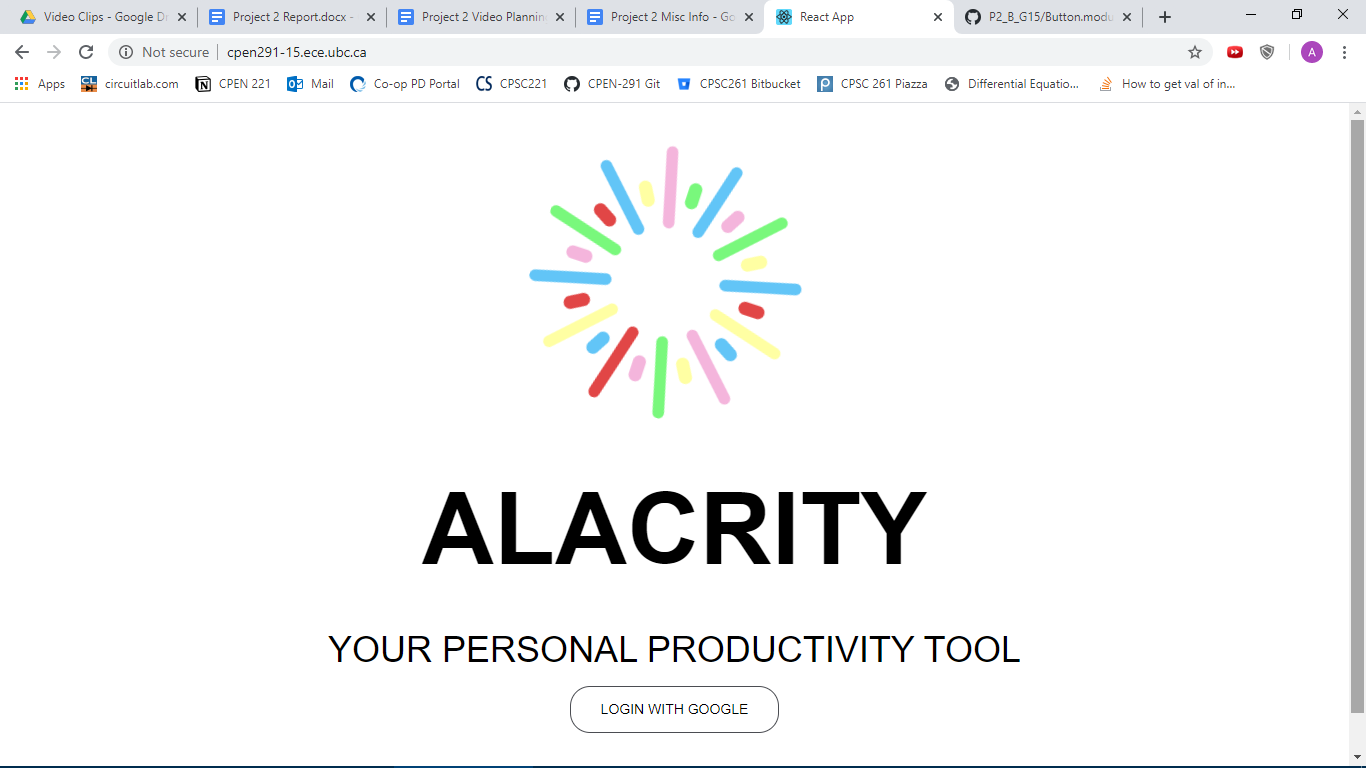 Video Clips - Google Dr
Project 2 Report.docx -
Project 2 Video Plannin
Project 2 Misc Info - Go
React App
P2_B_G15/Button.modu
Not secure | cpen291-15.ece.ubc.ca
A
Apps
circuitlab.com
CPEN 221
Mail
Co-op PD Portal
CPSC221
CPEN-291 Git
CPSC261 Bitbucket
CPSC 261 Piazza
Differential Equatio...
How to get val of in...
ALACRITY
YOUR PERSONAL PRODUCTIVITY TOOL
LOGIN WITH GOOGLE